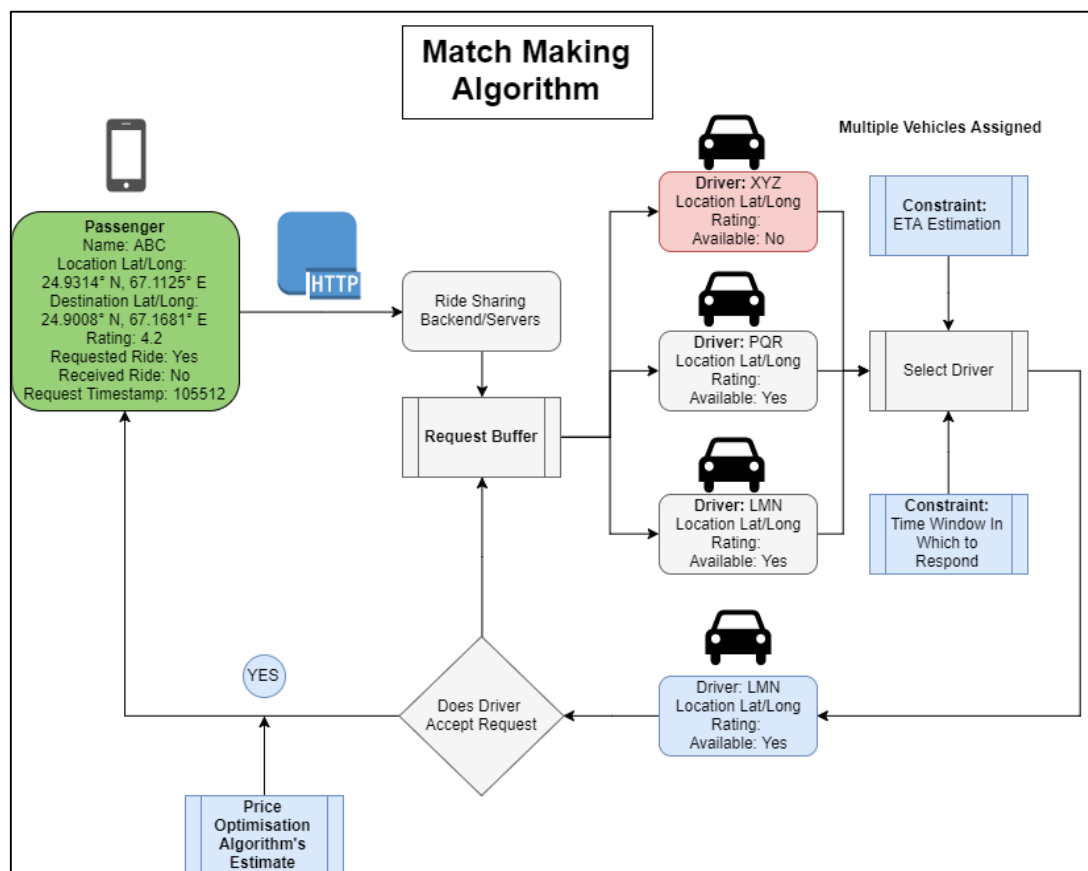 Match Making
Algorithm
Multiple Vehicles Assigned
Passenger
Name: ABC
Location Lat/Long:
24.9314° N, 67.1125° E
Destination Lat/Long:
24.9008° N, 67.1681° E
Rating: 4.2
Requested Ride: Yes
Received Ride: No
Request Timestamp: 105512
HTTP
Ride Sharing
Backend/Servers
Request Buffer
Driver: XYZ
Location Lat/Long
Rating:
Available: No
Driver: PQR
Location Lat/Long
Rating:
Available: Yes
Driver: LMN
Location Lat/Long
Rating:
Available: Yes
Constraint:
ETA Estimation
Select Driver
Constraint:
Time Window In
Which to
Respond
Driver: LMN
Location Lat/Long
Rating:
Available: Yes
Does Driver
Accept Request
YES
Price
Optimisation
Algorithm's
Estimate